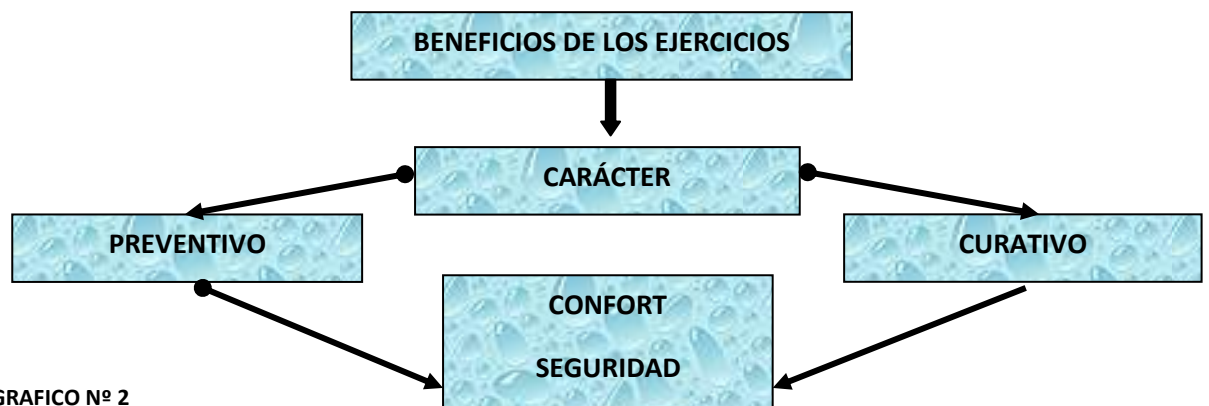 BENEFICIOS DE LOS EJERCICIOS
CARÁCTER
PREVENTIVO
CURATIVO
CONFORT
SEGURIDAD
GRAFICO Nº 2